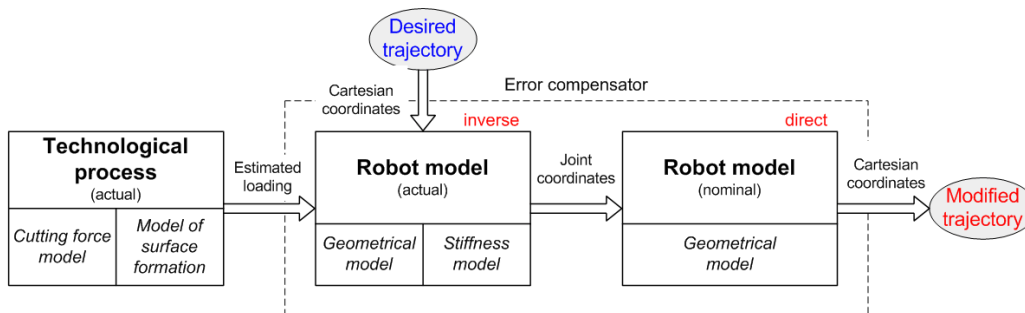 Desired
trajectory
Error compensator
Cartesian
coordinates
inverse
direct
Technological
process
(actual)
Cutting force
model
Model of
surface
formation
Estimated
loading
Robot model
(actual)
Geometrical
model
Stiffness
model
Joint
coordinates
Robot model
(nominal)
Geometrical
model
Cartesian
coordinates
Modified
trajectory